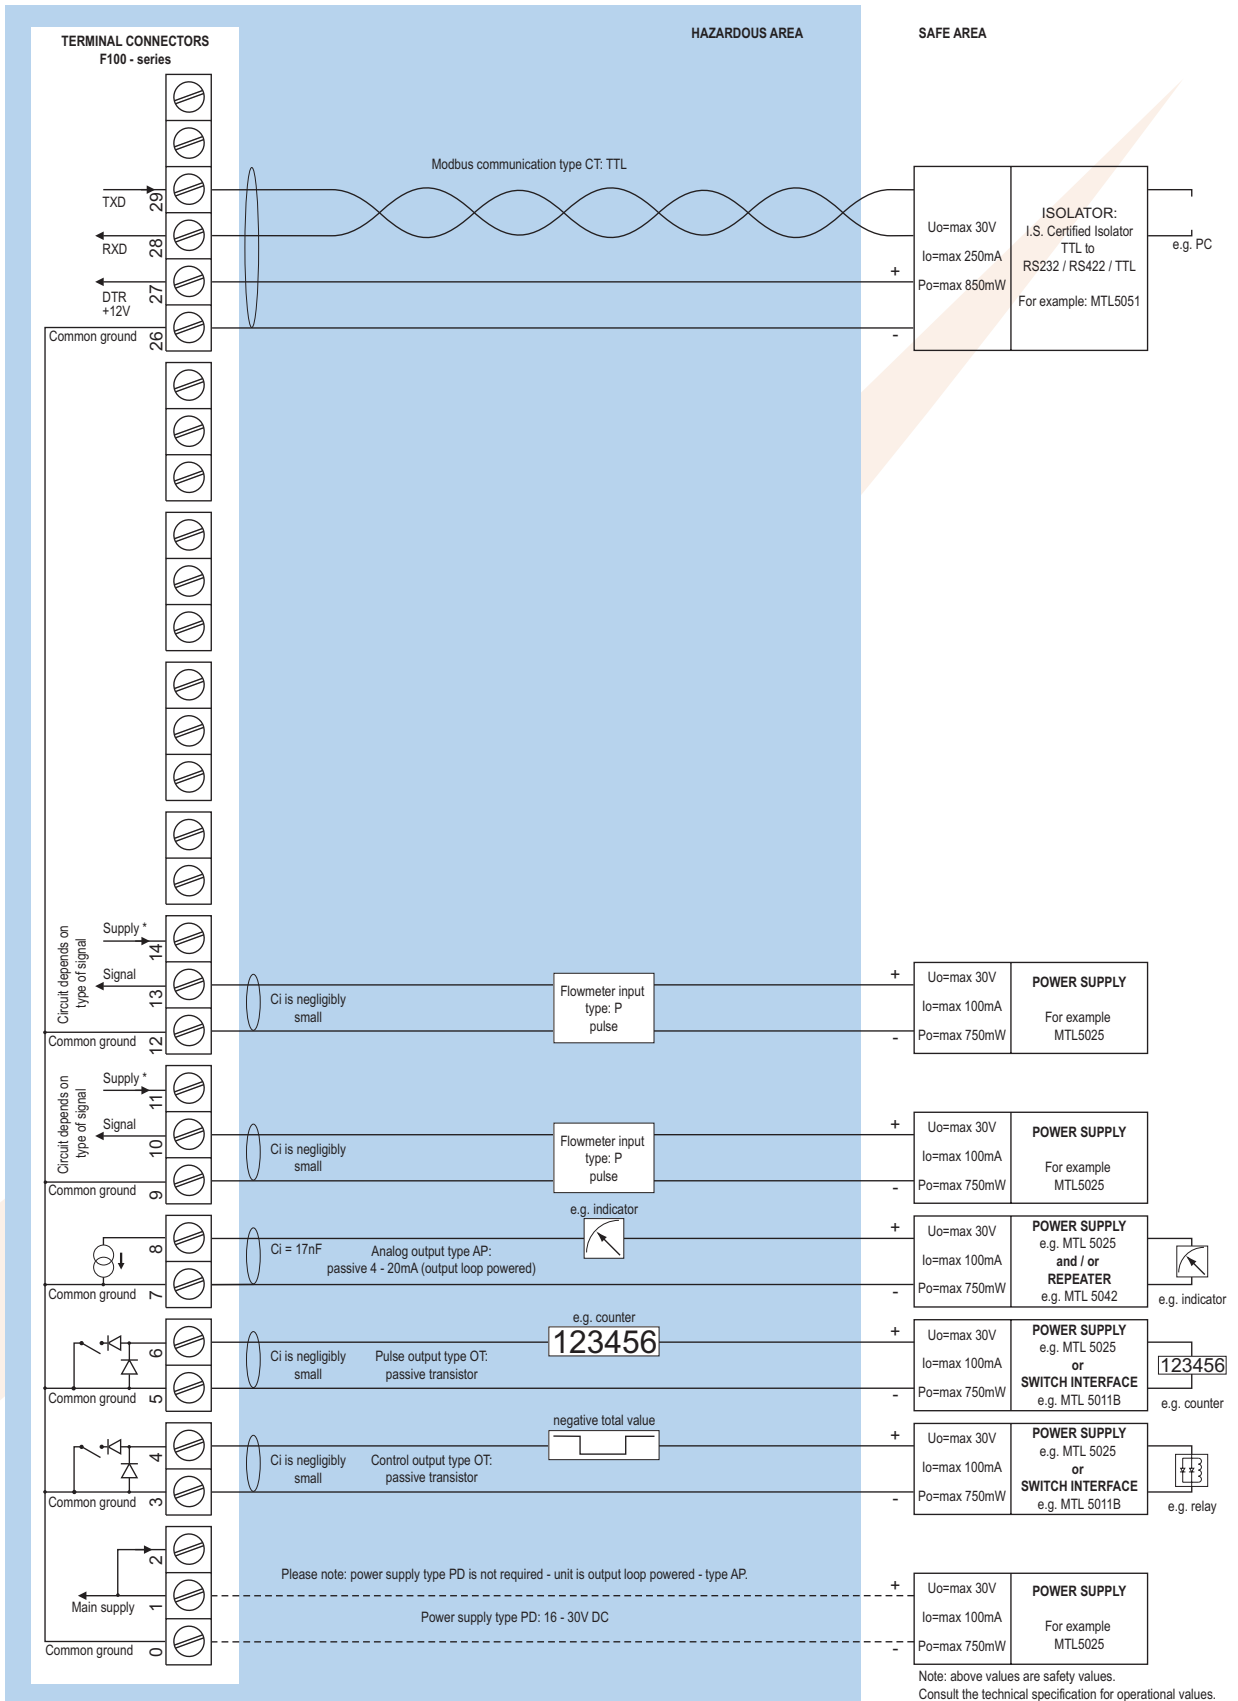 HAZARDOUS AREA
SAFE AREA
TERMINAL CONNECTORS
F100 - series
Modbus communication type CT: TTL
TXD
29
RXD
28
DTR
+12V
27
Common ground
26
Uo=max 30V
Io=max 250mA
+
Po=max 850mW
-
ISOLATOR:
I.S. Certified Isolator
TTL to
RS232 / RS422 / TTL
For example: MTL5051
e.g. PC
Circuit depends on
type of signal
Supply *
14
Signal
13
Common ground
12
Ci is negligibly
small
Flowmeter input
type: P
pulse
+
-
Uo=max 30V
Io=max 100mA
Po=max 750mW
POWER SUPPLY
For example
MTL5025
Circuit depends on
type of signal
Supply *
11
Signal
10
Common ground
9
Ci is negligibly
small
Flowmeter input
type: P
pulse
+
-
Uo=max 30V
Io=max 100mA
Po=max 750mW
POWER SUPPLY
For example
MTL5025
8
Common ground
7
Ci = 17nF
Analog output type AP:
passive 4 - 20mA (output loop powered)
e.g. indicator
+
-
Uo=max 30V
Io=max 100mA
Po=max 750mW
POWER SUPPLY
e.g. MTL 5025
and / or
REPEATER
e.g. MTL 5042
e.g. indicator
6
Common ground
5
Ci is negligibly
small
Pulse output type OT:
passive transistor
e.g. counter
123456
+
-
Uo=max 30V
Io=max 100mA
Po=max 750mW
POWER SUPPLY
e.g. MTL 5025
or
SWITCH INTERFACE
e.g. MTL 5011B
123456
e.g. counter
4
Common ground
3
Ci is negligibly
small
Control output type OT:
passive transistor
negative total value
+
-
Uo=max 30V
Io=max 100mA
Po=max 750mW
POWER SUPPLY
e.g. MTL 5025
or
SWITCH INTERFACE
e.g. MTL 5011B
e.g. relay
2
Main supply
1
Common ground
0
Please note: power supply type PD is not required - unit is output loop powered - type AP.
Power supply type PD: 16 - 30V DC
+
-
Uo=max 30V
Io=max 100mA
Po=max 750mW
POWER SUPPLY
For example
MTL5025
Note: above values are safety values.
Consult the technical specification for operational values.